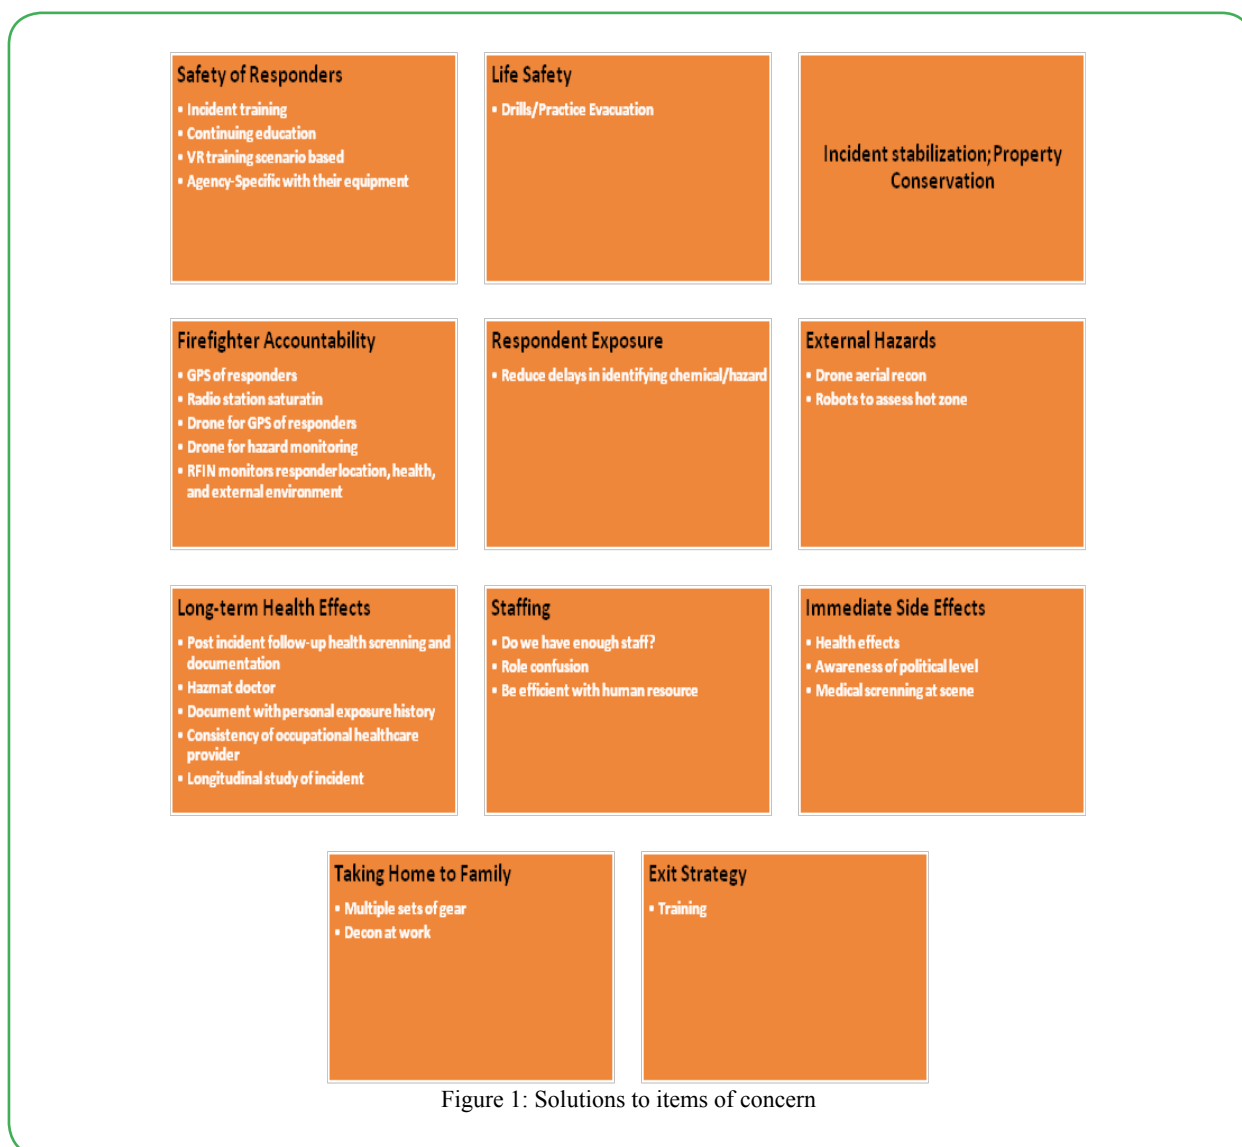 Safety of Responders
▪ Incident training
▪ Continuing education
▪ VR training scenario based
▪ Agency-Specific with their equipment
Life Safety
▪ Drills/Practice Evacuation
Incident stabilization; Property
Conservation
Firefighter Accountability
▪ GPS of responders
▪ Radio station saturatin
▪ Drone for GPS of responders
▪ Drone for hazard monitoring
▪ RFIN monitors responder location, health,
and external environment
Respondent Exposure
▪ Reduce delays in identifying chemical/hazard
External Hazards
▪ Drone aerial recon
▪ Robots to assess hot zone
Long-term Health Effects
▪ Post incident follow-up health screnning and
documentation
▪ Hazmat doctor
▪ Document with personal exposure history
▪ Consistency of occupational healthcare
provider
▪ Longitudinal study of incident
Staffing
▪ Do we have enough staff?
▪ Role confusion
▪ Be efficient with human resource
Immediate Side Effects
▪ Health effects
▪ Awareness of political level
▪ Medical screnning at scene
Taking Home to Family
▪ Multiple sets of gear
▪ Decon at work
Exit Strategy
▪ Training
Figure 1: Solutions to items of concern